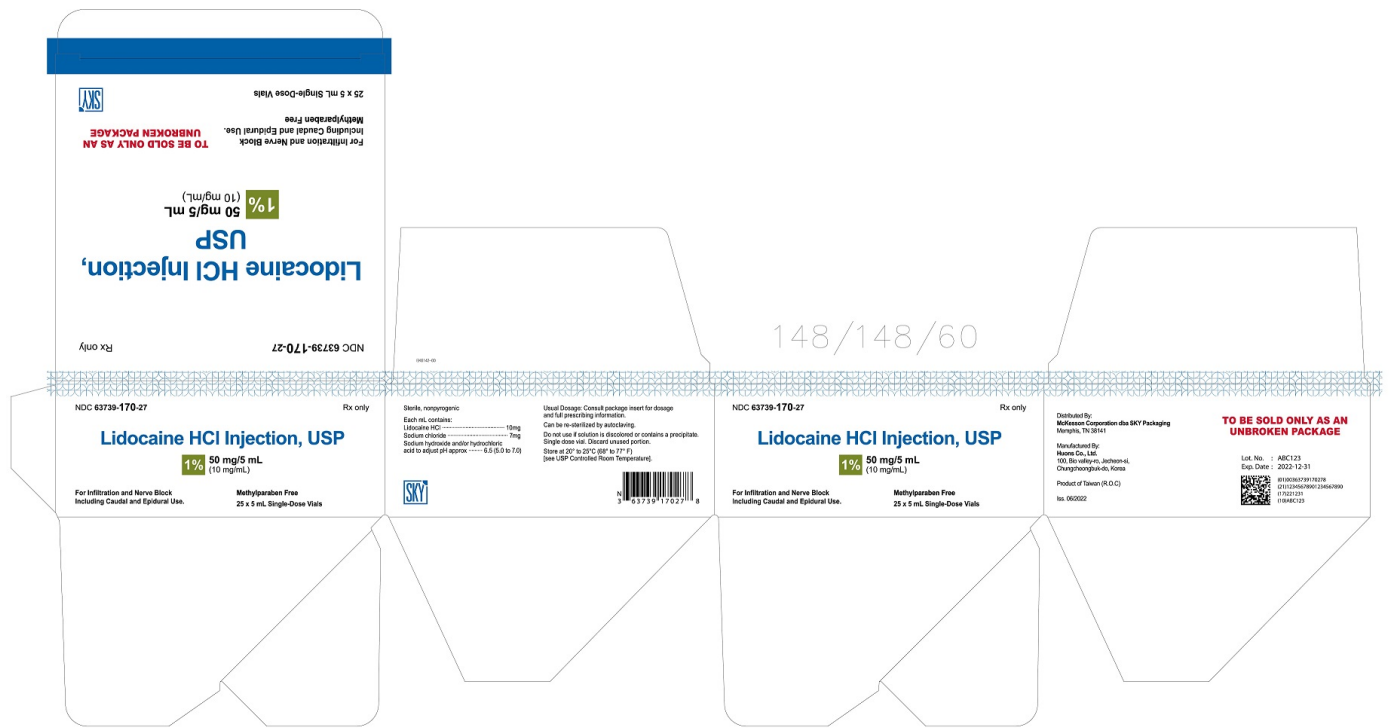 25 x 5 mL Single-Dose Vials
SKY
For Infiltration and Nerve Block
Including Caudal and Epidural Use.
Methylparaben Free
TO BE SOLD ONLY AS AN
UNBROKEN PACKAGE
1%
50 mg/5 mL
(10 mg/mL)
Lidocaine HCl Injection,
USP
NDC 63739-170-27
Rx only
148/148/60
NDC 63739-170-27 Rx only
Lidocaine HCl Injection, USP
1%
50 mg/5 mL
(10 mg/mL)
For Infiltration and Nerve Block
Including Caudal and Epidural Use.
Methylparaben Free
25 x 5 mL Single-Dose Vials
Sterile, nonpyrogenic
Each mL contains:
Lidocaine HCl ---- 10mg
Sodium chloride ---- 7mg
Sodium hydroxide and/or hydrochloric
acid to adjust pH approx ---- 6.5 (5.0 to 7.0)
SKY
Usual Dosage: Consult package insert for dosage
and full prescribing information.
Can be re-sterilized by autoclaving.
Do not use if solution is discolored or contains a precipitate.
Single dose vial. Discard unused portion.
Store at 20° to 25°C (68° to 77° F)
[see USP Controlled Room Temperature].
N
3 63739 17027 8
NDC 63739-170-27 Rx only
Lidocaine HCl Injection, USP
1%
50 mg/5 mL
(10 mg/mL)
For Infiltration and Nerve Block
Including Caudal and Epidural Use.
Methylparaben Free
25 x 5 mL Single-Dose Vials
Distributed By:
McKesson Corporation dba SKY Packaging
Memphis, TN 38141
Manufactured By:
Huons Co., Ltd.
100, Bio valley-ro, Jecheon-si,
Chungcheongbuk-do, Korea
Product of Taiwan (R.O.C)
Iss. 06/2022
TO BE SOLD ONLY AS AN
UNBROKEN PACKAGE
Lot. No. : ABC123
Exp. Date : 2022-12-31
(01)00363739170278
(21)12345678901234567890
(17)221231
(10)ABC123